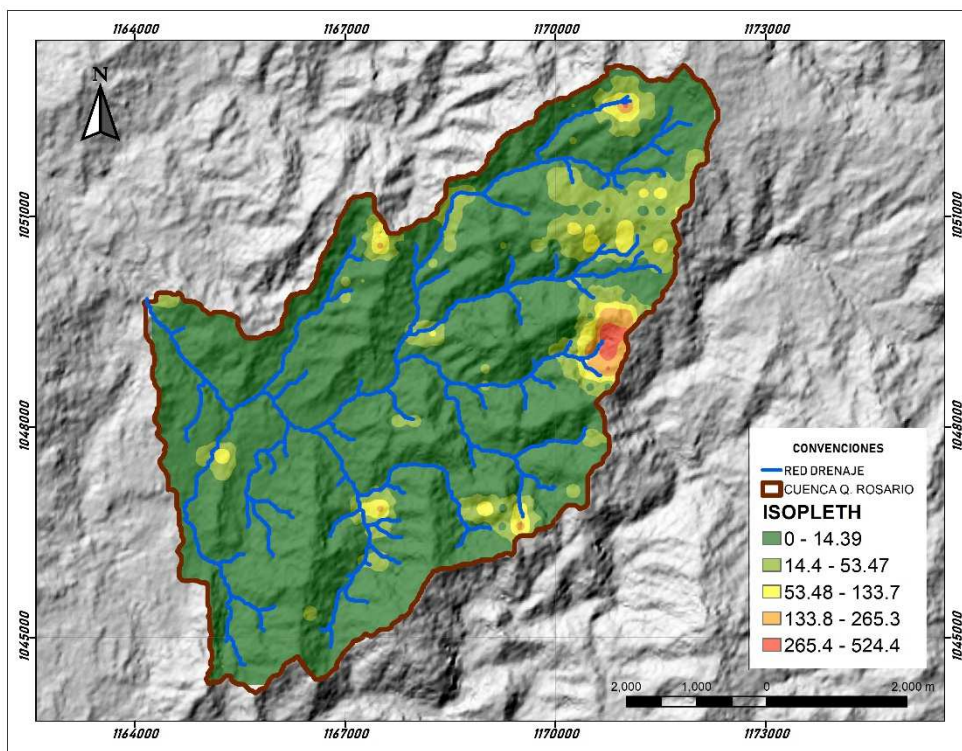 1164000 1167000 1170000 1173000
N
1051000 1051000
1048000 1048000
CONVENCIONES
RED DRENAJE
CUENCA Q. ROSARIO
ISOPLETH
0 - 14.39
14.4 - 53.47
53.48 - 133.7
133.8 - 265.3
265.4 - 524.4
1045000 1045000
2,000 1,000 0 2,000 m
1164000 1167000 1170000 1173000